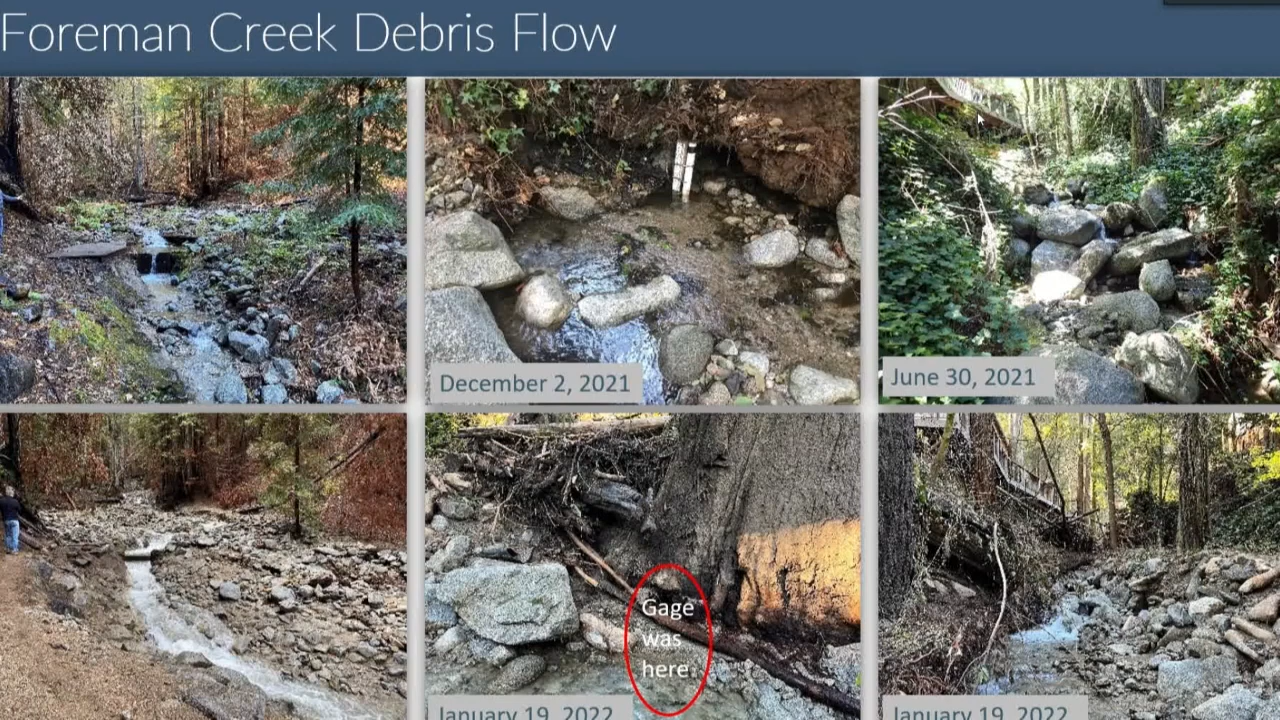 Foreman Creek Debris Flow
December 2, 2021
June 30, 2021
Gage
was
here
January 19, 2022
January 19, 2022